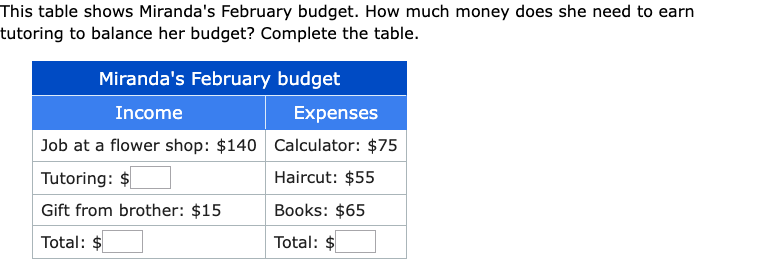 This table shows Miranda's February budget. How much money does she need to earn
tutoring to balance her budget? Complete the table.
Miranda's February budget
Income Expenses
Job at a flower shop: $140 Calculator: $75
Tutoring: $ Haircut: $55
Gift from brother: $15 Books: $65
Total: $ Total: $